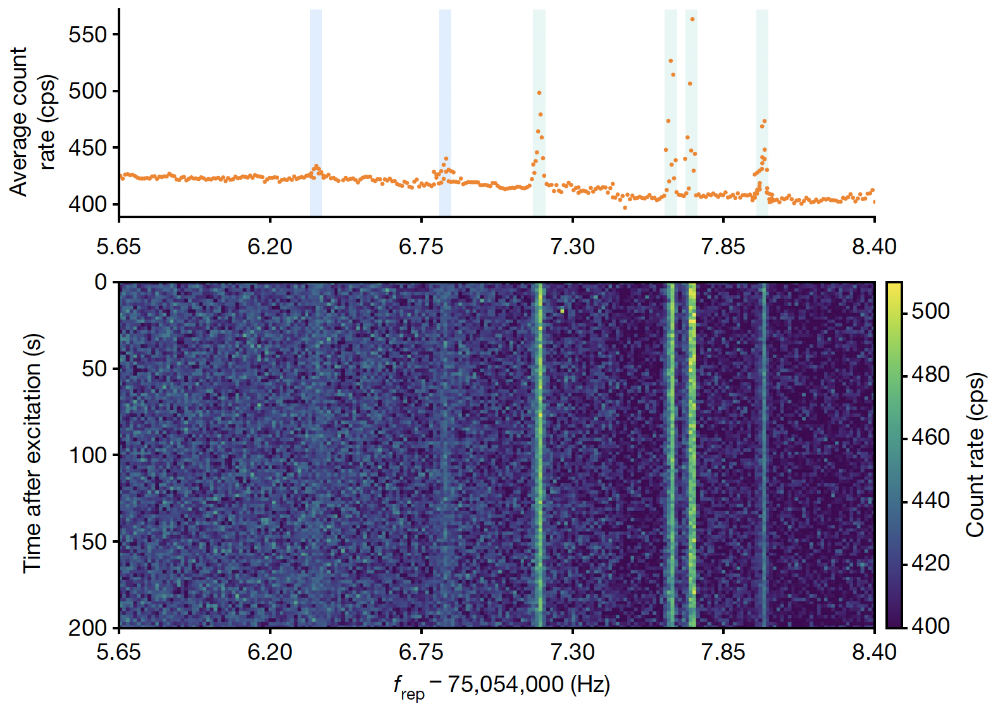 Average count
rate (cps)
550
500
450
400
5.65 6.20 6.75 7.30 7.85 8.40
Time after excitation (s)
0
50
100
150
200
5.65 6.20 6.75 7.30 7.85 8.40
f rep – 75,054,000 (Hz)
500
480
460
440
420
400
Count rate (cps)